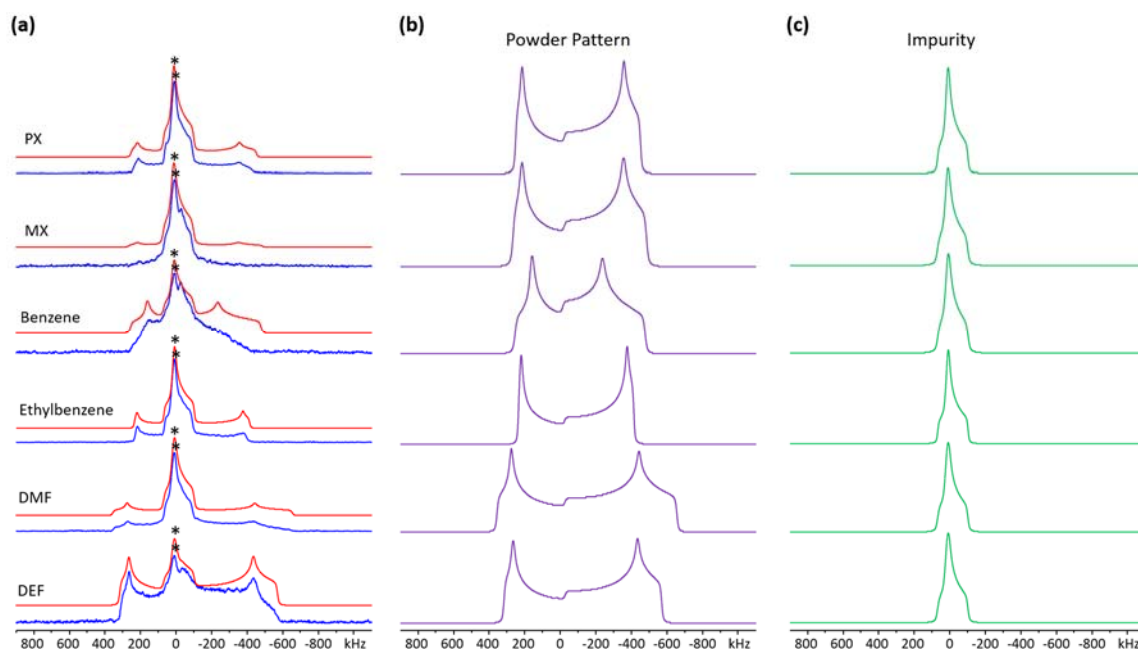 (a)
(b)
(c)
Powder Pattern
Impurity
*
*
PX
*
*
MX
*
*
Benzene
*
*
Ethylbenzene
*
*
DMF
*
*
DEF
800 600 400 200 0 -200 -400 -600 -800 kHz
800 600 400 200 0 -200 -400 -600 -800 kHz
800 600 400 200 0 -200 -400 -600 -800 kHz